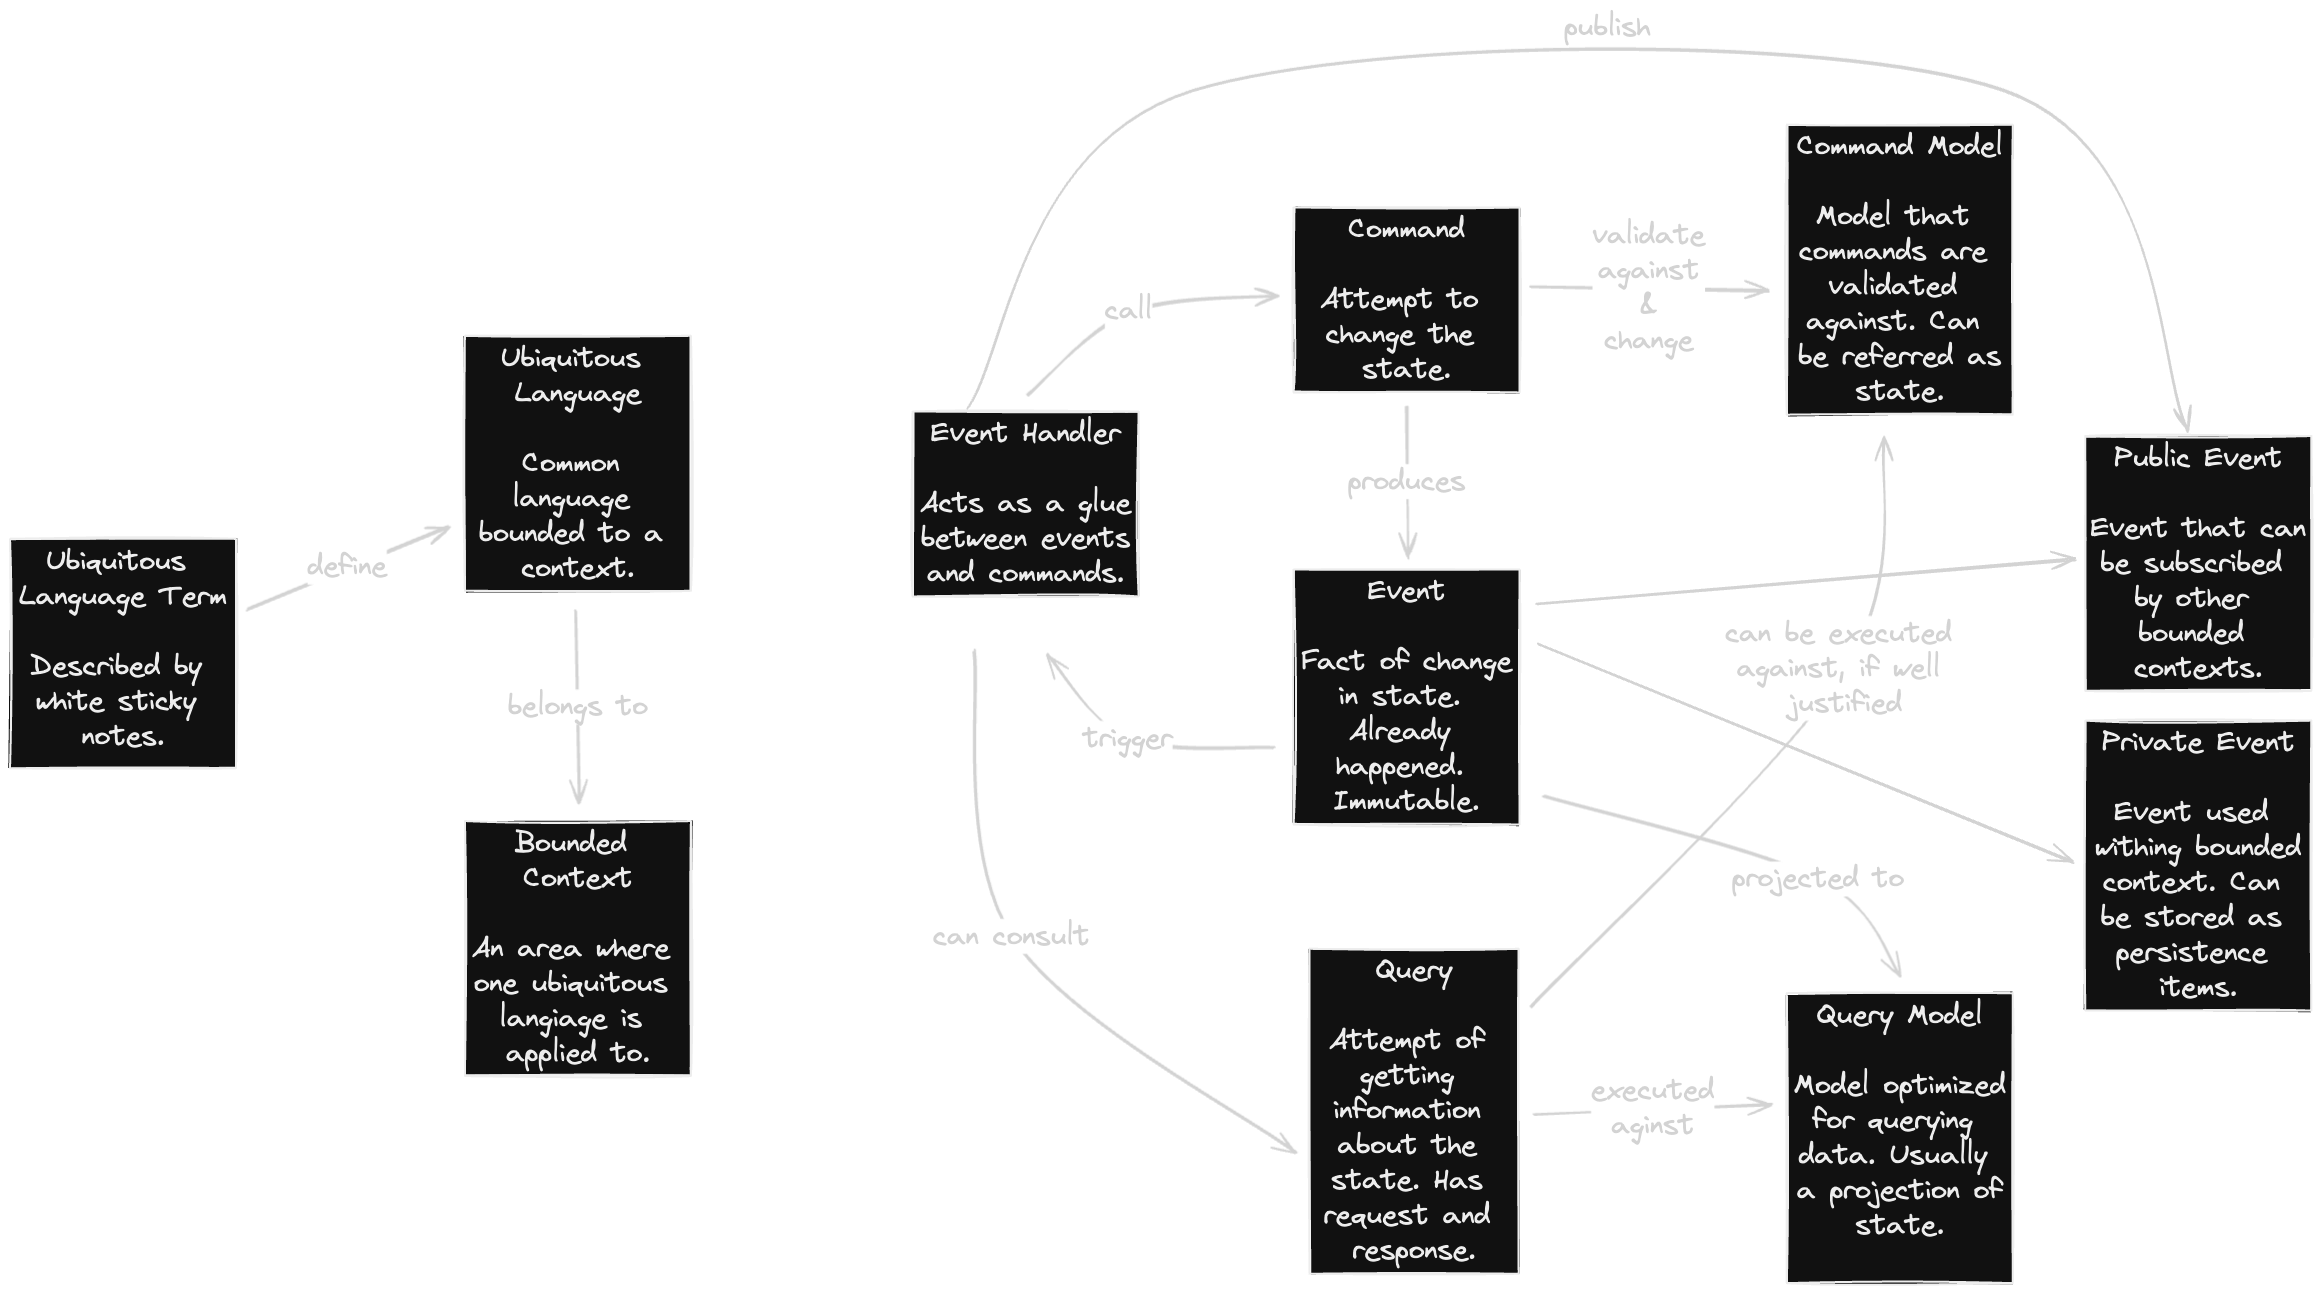 publish
Command Model
Model that
commands are
validated
against. Can
be referred as
state.
Command
Attempt to
change the
state.
validate
against
&
change
call
Ubiquitous
Language
Common
language
bounded to a
context.
Event Handler
Acts as a glue
between events
and commands.
produces
Public Event
Event that can
be subscribed
by other
bounded
contexts.
Ubiquitous
Language Term
Described by
white sticky
notes.
define
belongs to
Event
Fact of change
in state.
Already
happened.
Immutable.
trigger
can be executed
against, if well
justified
Private Event
Event used
withing bounded
context. Can
be stored as
persistence
items.
projected to
Bounded
Context
An area where
one ubiquitous
langiage is
applied to.
can consult
Query
Attempt of
getting
information
about the
state. Has
request and
response.
executed
aginst
Query Model
Model optimized
for querying
data. Usually
a projection of
state.